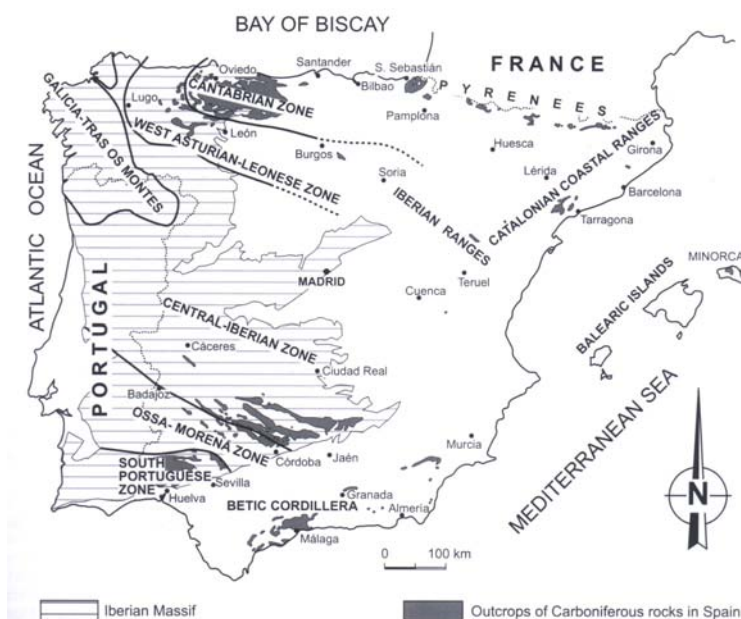 BAY OF BISCAY
FRANCE
PYRENEES
ATLANTIC OCEAN
PORTUGAL
MEDITERRANEAN SEA
BALEARIC ISLANDS
MINORCA
GALICIA-TRAS OS MONTES
WEST ASTURIAN-LEONESE ZONE
CANTABRIAN ZONE
IBERIAN RANGES
CATALONIAN COASTAL RANGES
CENTRAL-IBERIAN ZONE
OSSA- MORENA ZONE
SOUTH
PORTUGUESE
ZONE
BETIC CORDILLERA
Oviedo
Santander
S. Sebastián
Bilbao
Lugo
León
Pamplona
Burgos
Huesca
Girona
Soria
Lérida
Barcelona
Tarragona
MADRID
Teruel
Cuenca
Cáceres
Ciudad Real
Badajoz
Murcia
Córdoba
Jaén
Sevilla
Huelva
Granada
Almería
Málaga
0 100 km
N
Iberian Massif
Outcrops of Carboniferous rocks in Spain